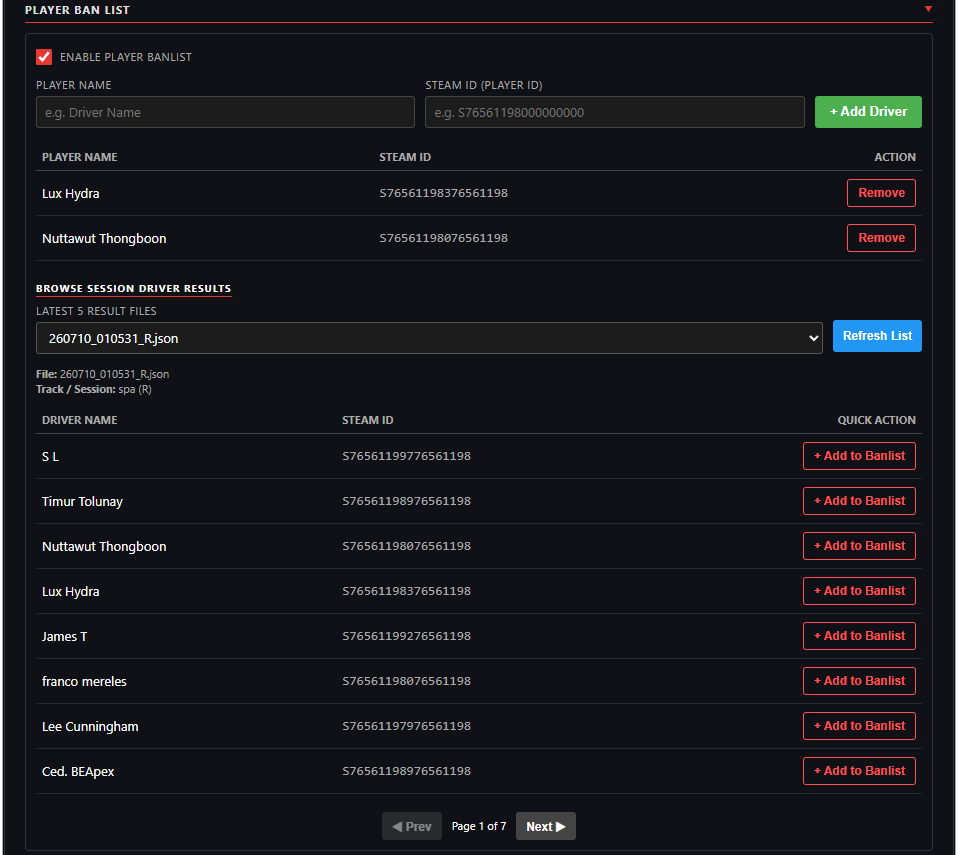 PLAYER BAN LIST ▼
ENABLE PLAYER BANLIST
PLAYER NAME STEAM ID (PLAYER ID)
e.g. Driver Name e.g. S76561198000000000 + Add Driver
PLAYER NAME STEAM ID ACTION
Lux Hydra S76561198376561198 Remove
Nuttawut Thongboon S76561198076561198 Remove
BROWSE SESSION DRIVER RESULTS
LATEST 5 RESULT FILES
260710_010531_R.json Refresh List
File: 260710_010531_R.json
Track / Session: spa (R)
DRIVER NAME STEAM ID QUICK ACTION
S L S76561199776561198 + Add to Banlist
Timur Tolunay S76561198976561198 + Add to Banlist
Nuttawut Thongboon S76561198076561198 + Add to Banlist
Lux Hydra S76561198376561198 + Add to Banlist
James T S76561199276561198 + Add to Banlist
franco mereles S76561198076561198 + Add to Banlist
Lee Cunningham S76561197976561198 + Add to Banlist
Ced. BEApex S76561198976561198 + Add to Banlist
◀ Prev Page 1 of 7 Next ▶